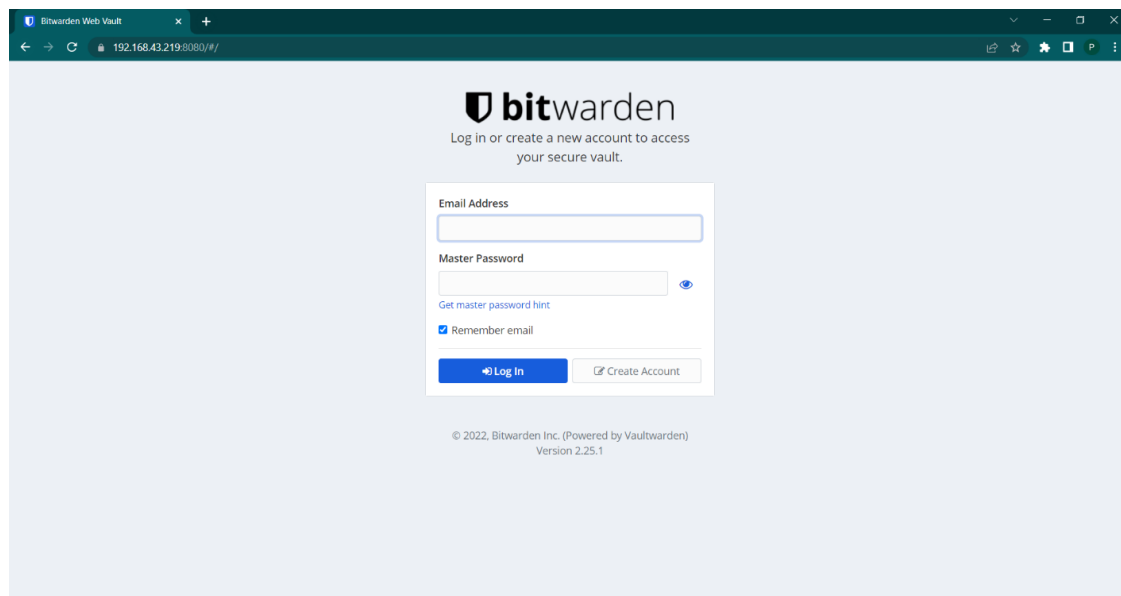 Bitwarden Web Vault
192.168.43.219:8080/#/
P
bitwarden
Log in or create a new account to access
your secure vault.
Email Address
Master Password
Get master password hint
Remember email
Log In
Create Account
© 2022, Bitwarden Inc. (Powered by Vaultwarden)
Version 2.25.1